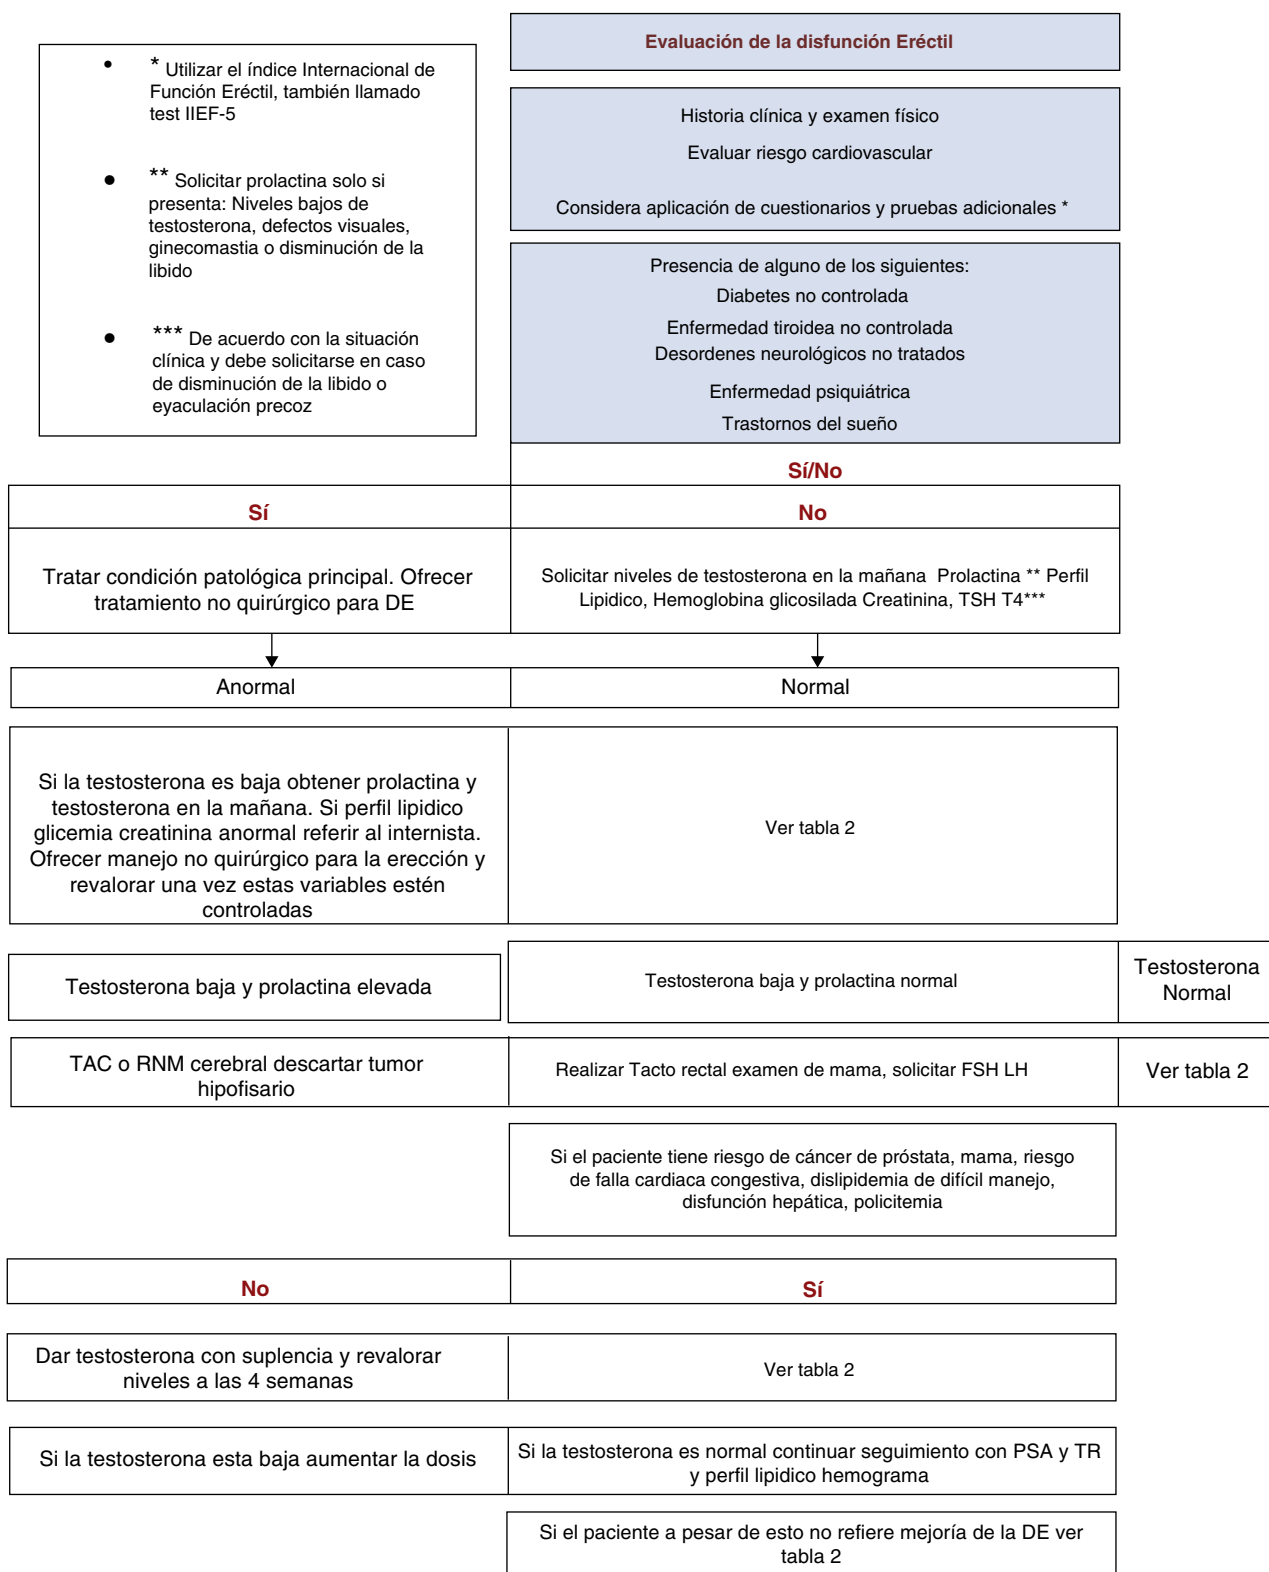 Evaluación de la disfunción Eréctil
• * Utilizar el índice Internacional de
Función Eréctil, también llamado
test IIEF-5
• ** Solicitar prolactina solo si
presenta: Niveles bajos de
testosterona, defectos visuales,
ginecomastia o disminución de la
libido
• *** De acuerdo con la situación
clínica y debe solicitarse en caso
de disminución de la libido o
eyaculación precoz
Historia clínica y examen físico
Evaluar riesgo cardiovascular
Considera aplicación de cuestionarios y pruebas adicionales *
Presencia de alguno de los siguientes:
Diabetes no controlada
Enfermedad tiroidea no controlada
Desordenes neurológicos no tratados
Enfermedad psiquiátrica
Trastornos del sueño
Sí/No
Sí
No
Tratar condición patológica principal. Ofrecer
tratamiento no quirúrgico para DE
Solicitar niveles de testosterona en la mañana Prolactina ** Perfil
Lipidico, Hemoglobina glicosilada Creatinina, TSH T4***
Anormal
Normal
Si la testosterona es baja obtener prolactina y
testosterona en la mañana. Si perfil lipidico
glicemia creatinina anormal referir al internista.
Ofrecer manejo no quirúrgico para la erección y
revalorar una vez estas variables estén
controladas
Ver tabla 2
Testosterona baja y prolactina elevada
Testosterona baja y prolactina normal
Testosterona
Normal
TAC o RNM cerebral descartar tumor
hipofisario
Realizar Tacto rectal examen de mama, solicitar FSH LH
Ver tabla 2
Si el paciente tiene riesgo de cáncer de próstata, mama, riesgo
de falla cardiaca congestiva, dislipidemia de difícil manejo,
disfunción hepática, policitemia
No
Sí
Dar testosterona con suplencia y revalorar
niveles a las 4 semanas
Ver tabla 2
Si la testosterona esta baja aumentar la dosis
Si la testosterona es normal continuar seguimiento con PSA y TR
y perfil lipidico hemograma
Si el paciente a pesar de esto no refiere mejoría de la DE ver
tabla 2